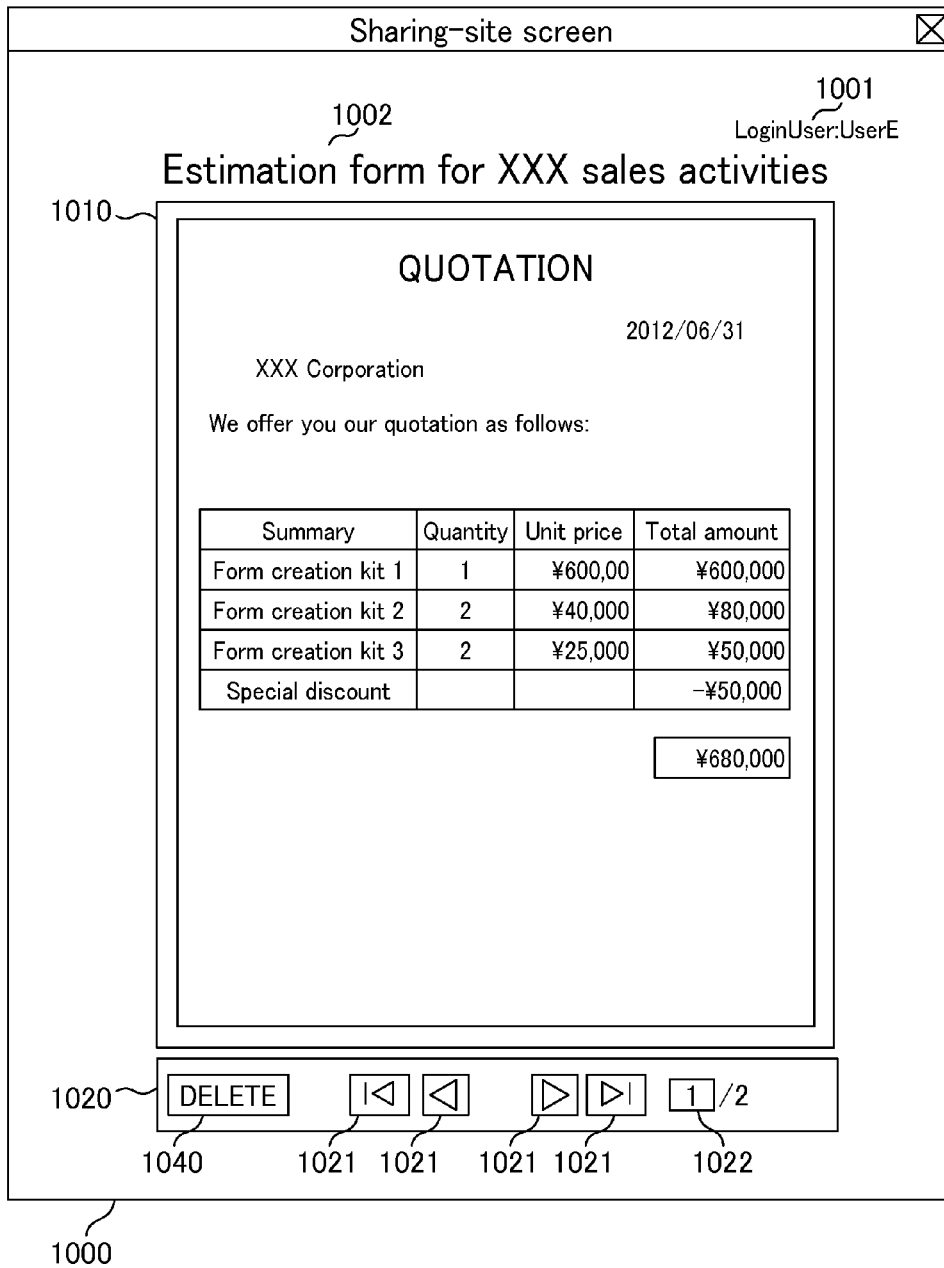 Sharing-site screen
1001
1002
LoginUser:UserE
Estimation form for XXX sales activities
1010
QUOTATION
2012/06/31
XXX Corporation
We offer you our quotation as follows:
Summary Quantity Unit price Total amount
Form creation kit 1 1 ¥600,00 ¥600,000
Form creation kit 2 2 ¥40,000 ¥80,000
Form creation kit 3 2 ¥25,000 ¥50,000
Special discount -¥50,000
¥680,000
1020
DELETE 1 /2
1040 1021 1021 1021 1021 1022
1000